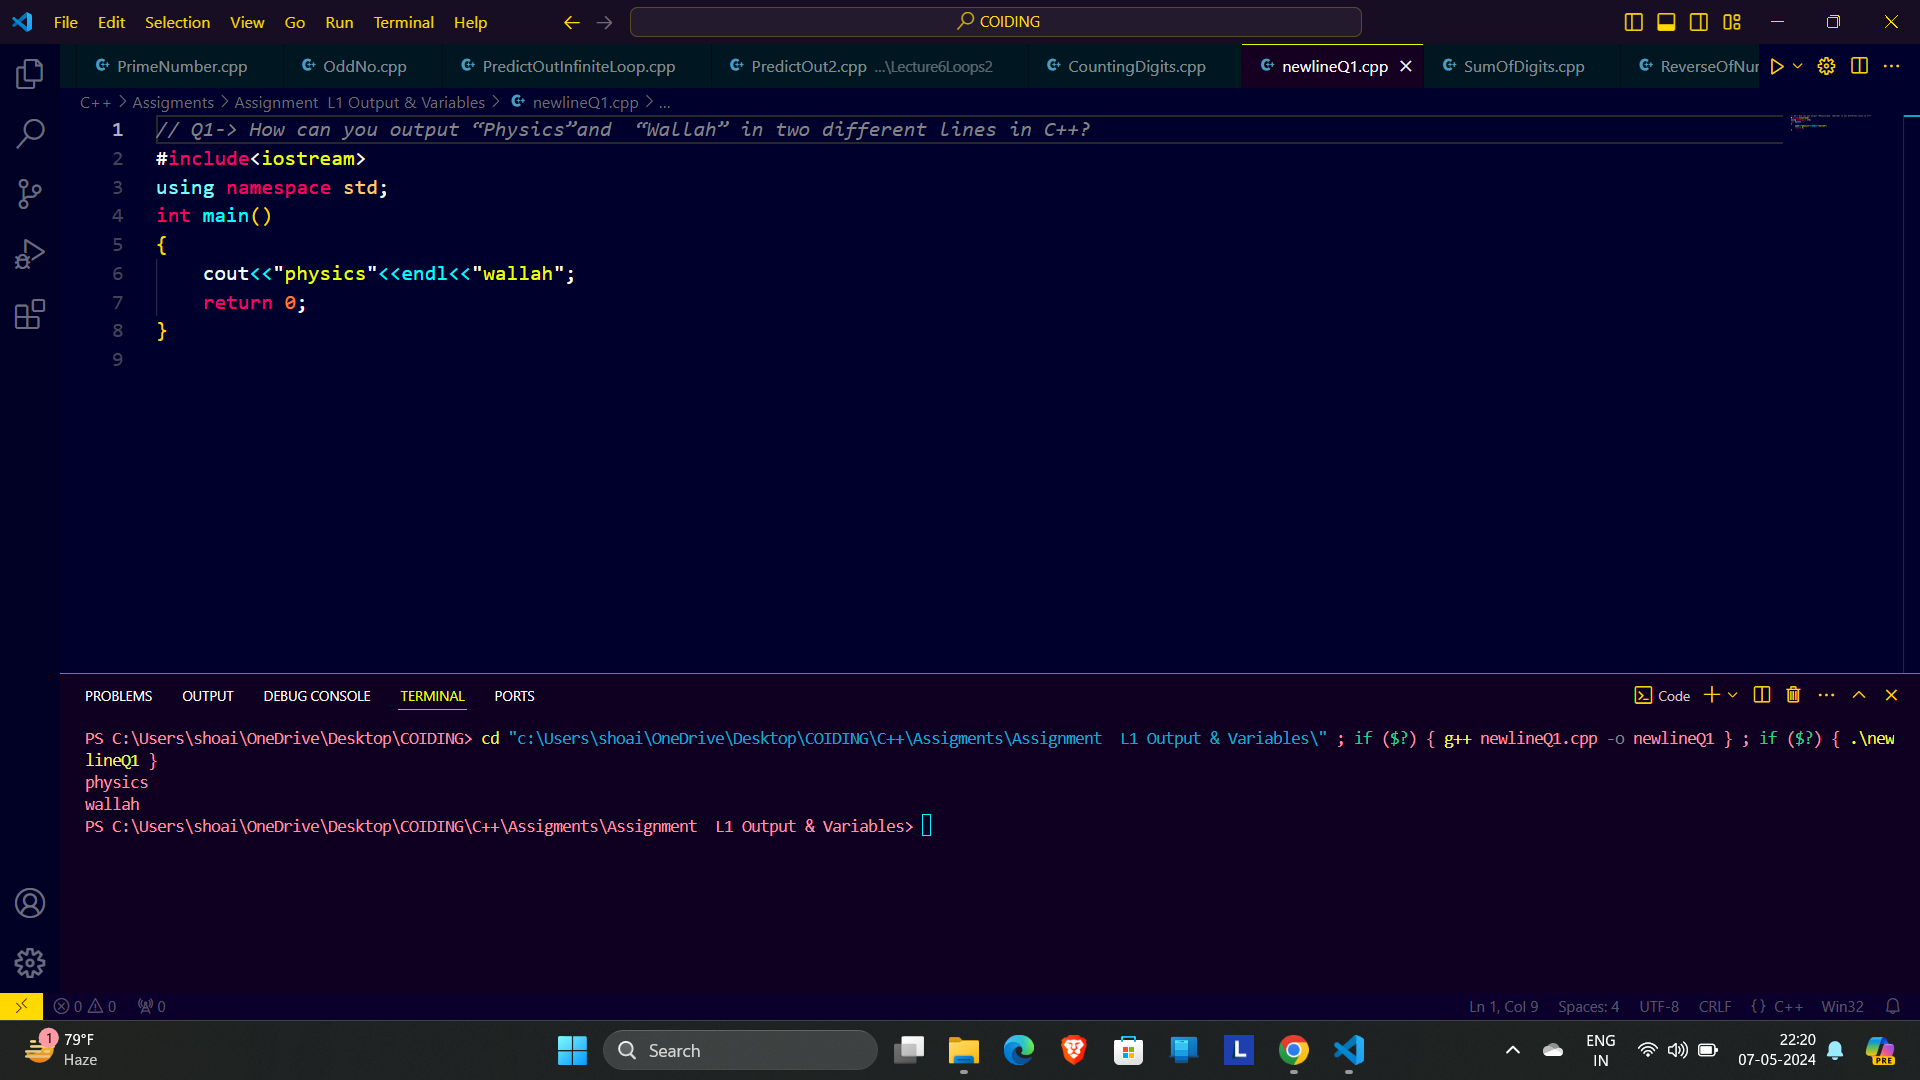 File Edit Selection View Go Run Terminal Help
COIDING
PrimeNumber.cpp OddNo.cpp PredictOutInfiniteLoop.cpp PredictOut2.cpp ...\Lecture6Loops2 CountingDigits.cpp newlineQ1.cpp SumOfDigits.cpp ReverseOfNur
C++ > Assigments > Assignment L1 Output & Variables > newlineQ1.cpp > ...
1 // Q1-> How can you output “Physics”and  “Wallah” in two different lines in C++?
2 #include<iostream>
3 using namespace std;
4 int main()
5 {
6     cout<<"physics"<<endl<<"wallah";
7     return 0;
8 }
9
PROBLEMS OUTPUT DEBUG CONSOLE TERMINAL PORTS
Code
PS C:\Users\shoai\OneDrive\Desktop\COIDING> cd "c:\Users\shoai\OneDrive\Desktop\COIDING\C++\Assigments\Assignment  L1 Output & Variables\" ; if ($?) { g++ newlineQ1.cpp -o newlineQ1 } ; if ($?) { .\new
lineQ1 }
physics
wallah
PS C:\Users\shoai\OneDrive\Desktop\COIDING\C++\Assigments\Assignment  L1 Output & Variables>
0 0 0
Ln 1, Col 9 Spaces: 4 UTF-8 CRLF {} C++ Win32
1
79°F
Haze
Search
L
ENG
IN
22:20
07-05-2024
PRE